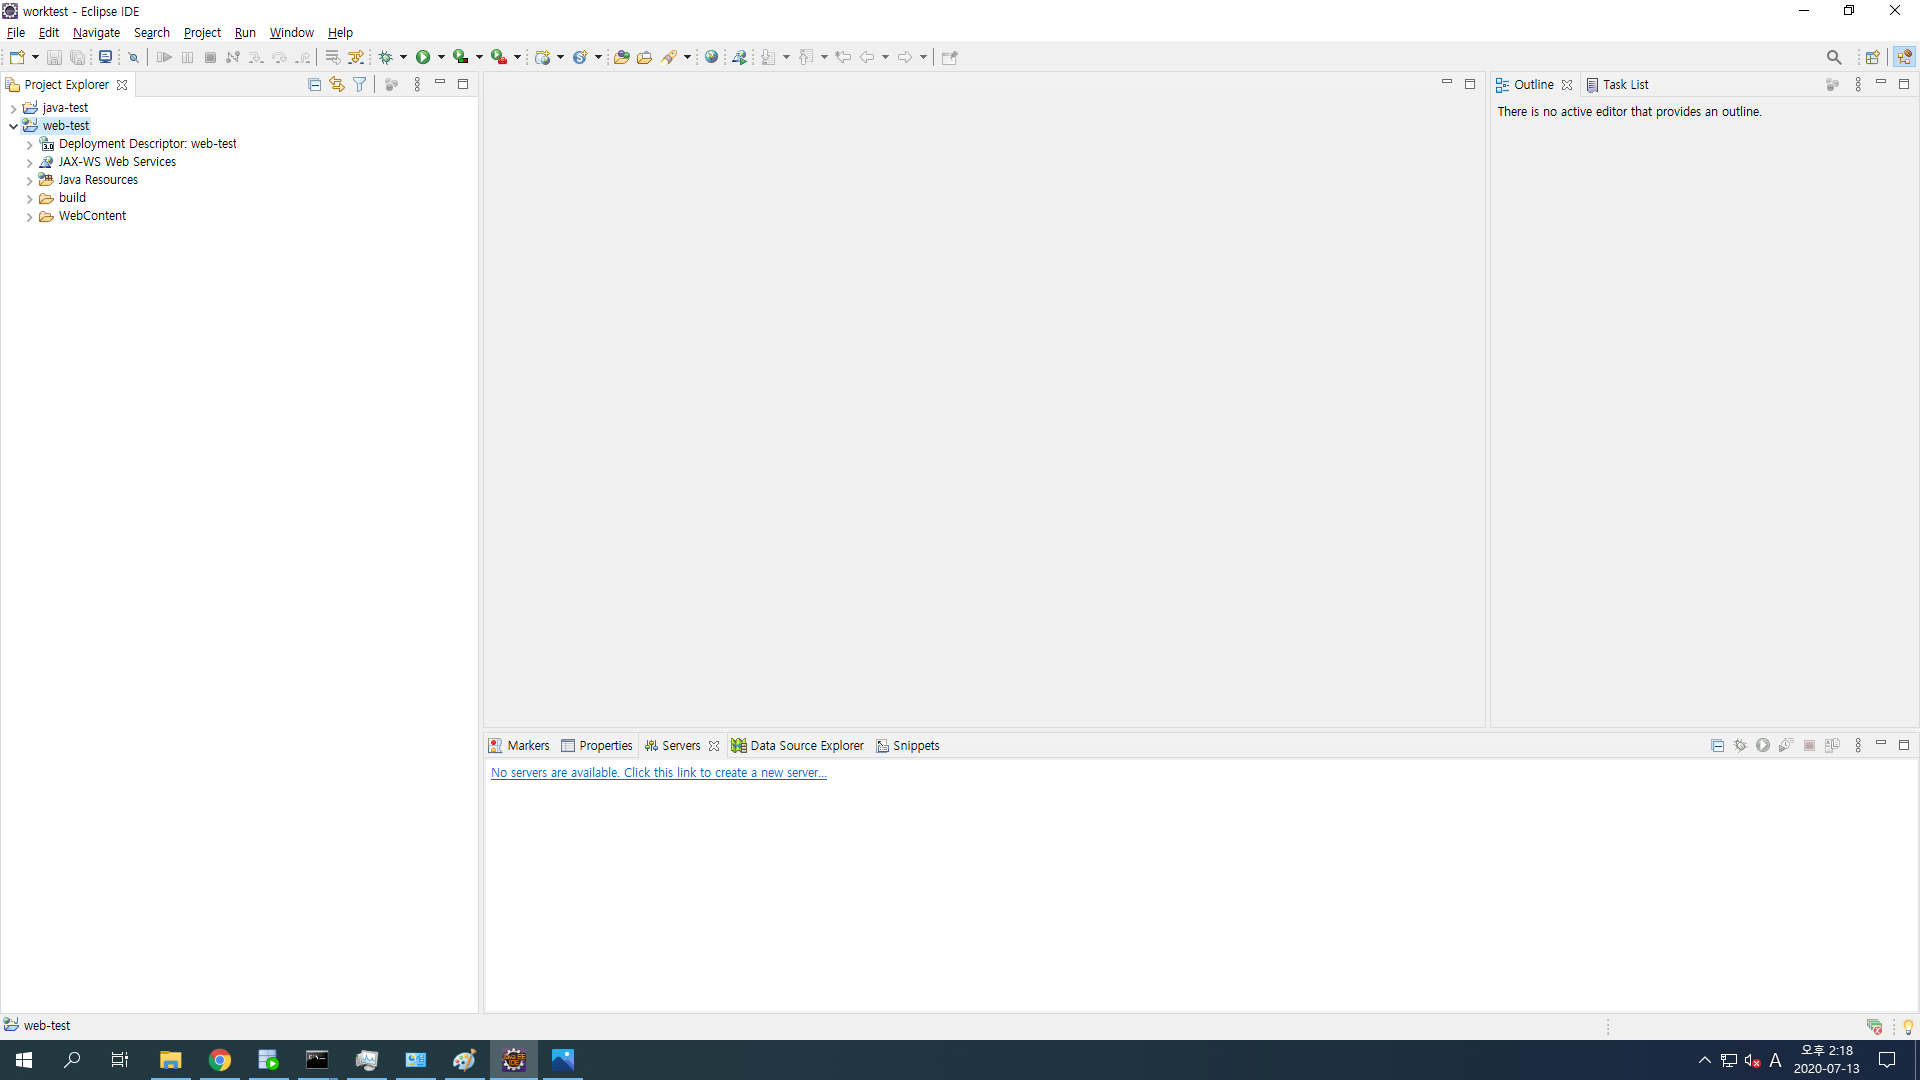 worktest - Eclipse IDE
File Edit Navigate Search Project Run Window Help
Project Explorer
java-test
web-test
Deployment Descriptor: web-test
JAX-WS Web Services
Java Resources
build
WebContent
Outline Task List
There is no active editor that provides an outline.
Markers Properties Servers Data Source Explorer Snippets
No servers are available. Click this link to create a new server...
web-test
A
오후 2:18
2020-07-13